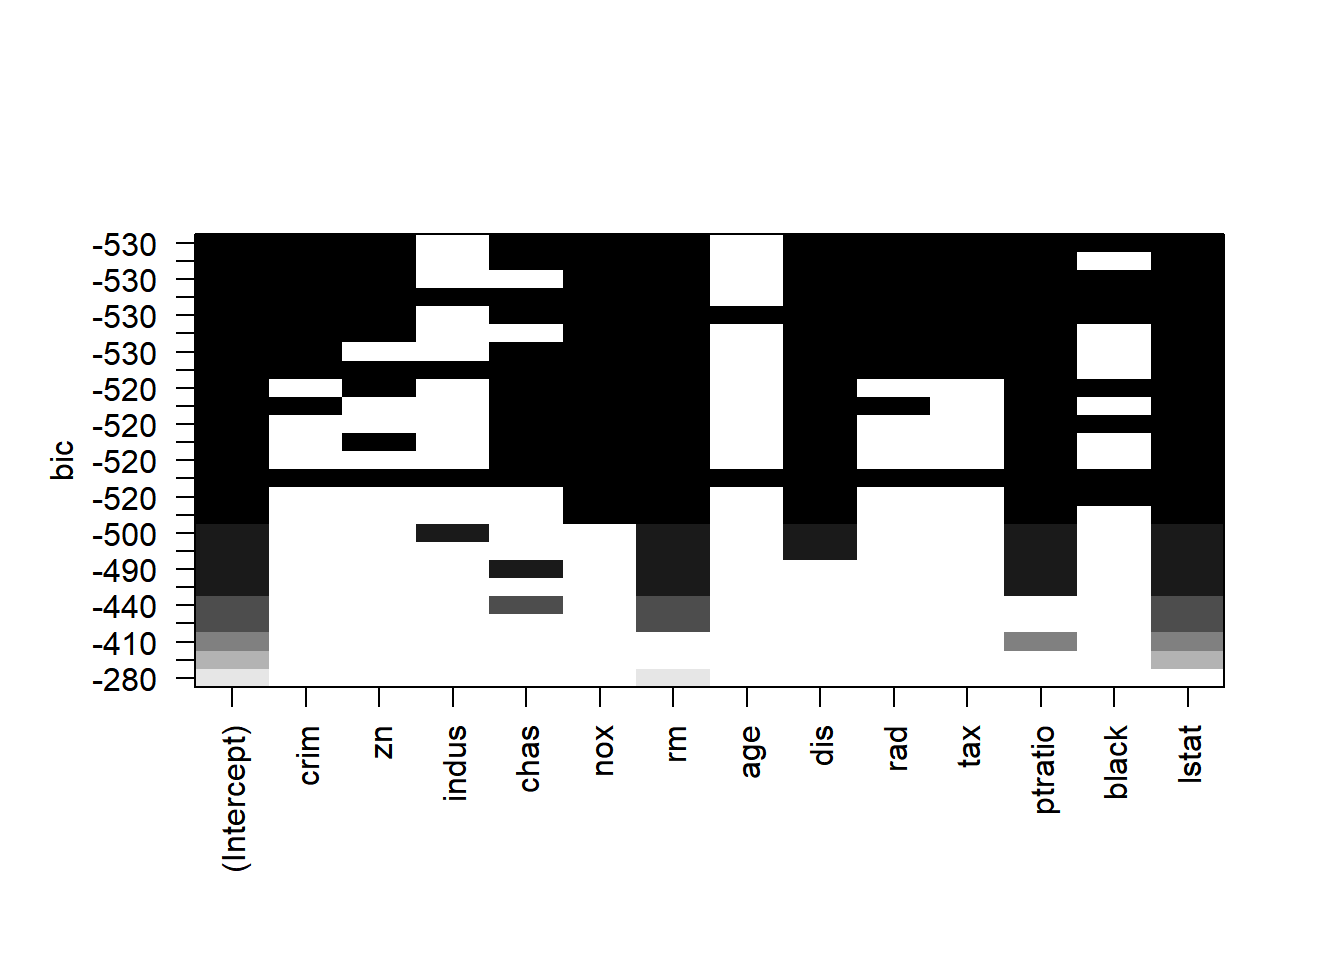 bic
-530
-530
-530
-530
-520
-520
-520
-520
-500
-490
-440
-410
-280
(Intercept)
crim
zn
indus
chas
nox
rm
age
dis
rad
tax
ptratio
black
lstat